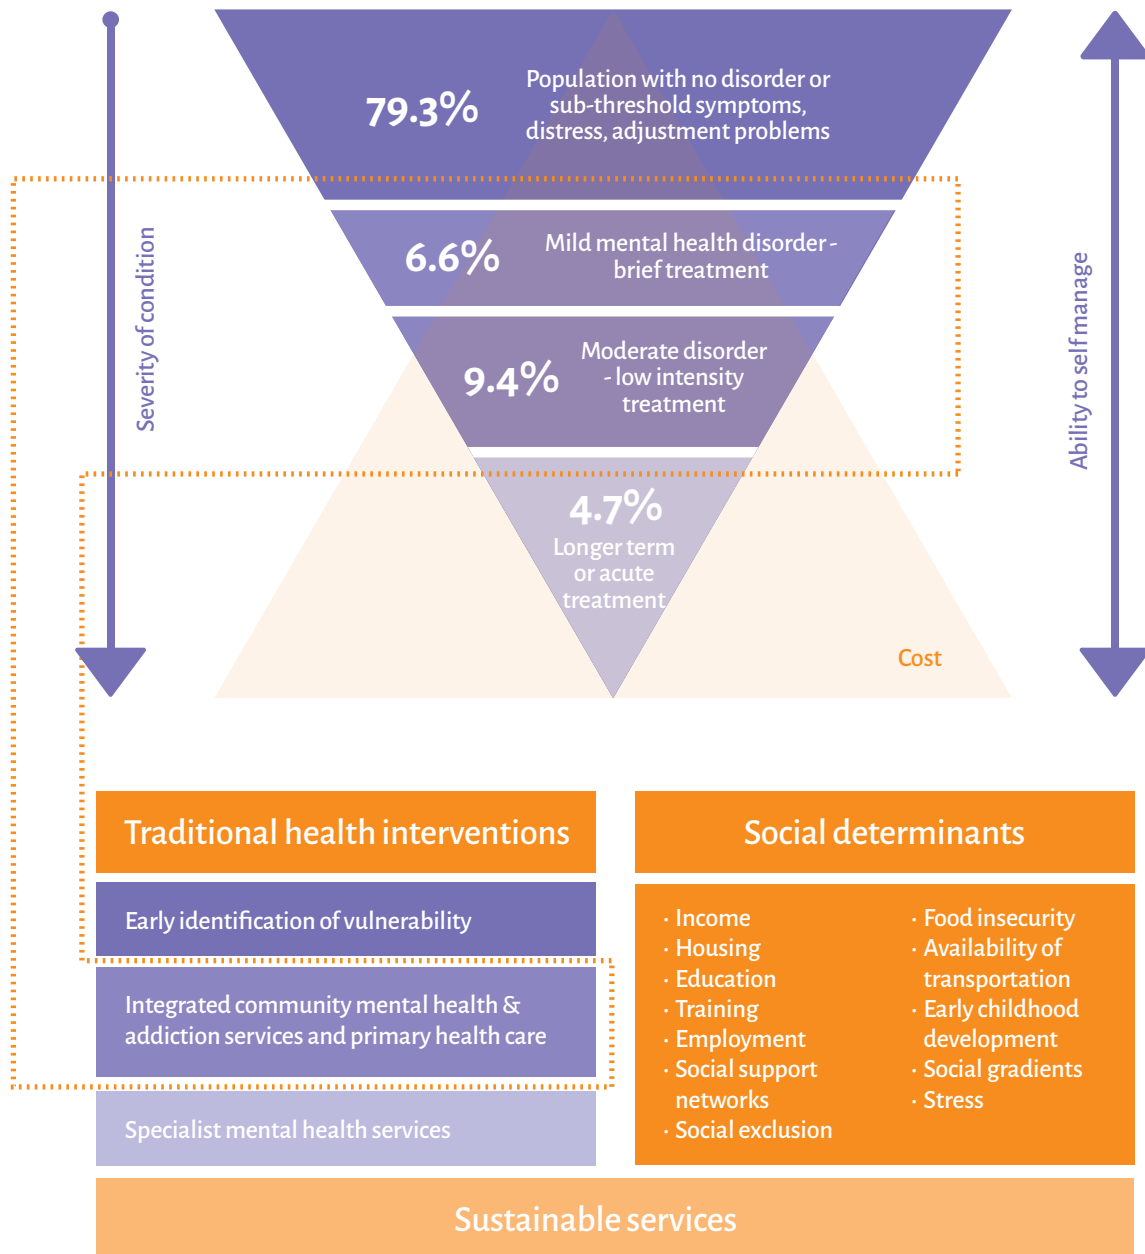 79.3%
Population with no disorder or
sub-threshold symptoms,
distress, adjustment problems
Severity of condition
6.6%
Mild mental health disorder -
brief treatment
Ability to self manage
9.4%
Moderate disorder
- low intensity
treatment
4.7%
Longer term
or acute
treatment
Cost
Traditional health interventions
Early identification of vulnerability
Integrated community mental health &
addiction services and primary health care
Specialist mental health services
Social determinants
· Income
· Housing
· Education
· Training
· Employment
· Social support
networks
· Social exclusion
· Food insecurity
· Availability of
transportation
· Early childhood
development
· Social gradients
· Stress
Sustainable services